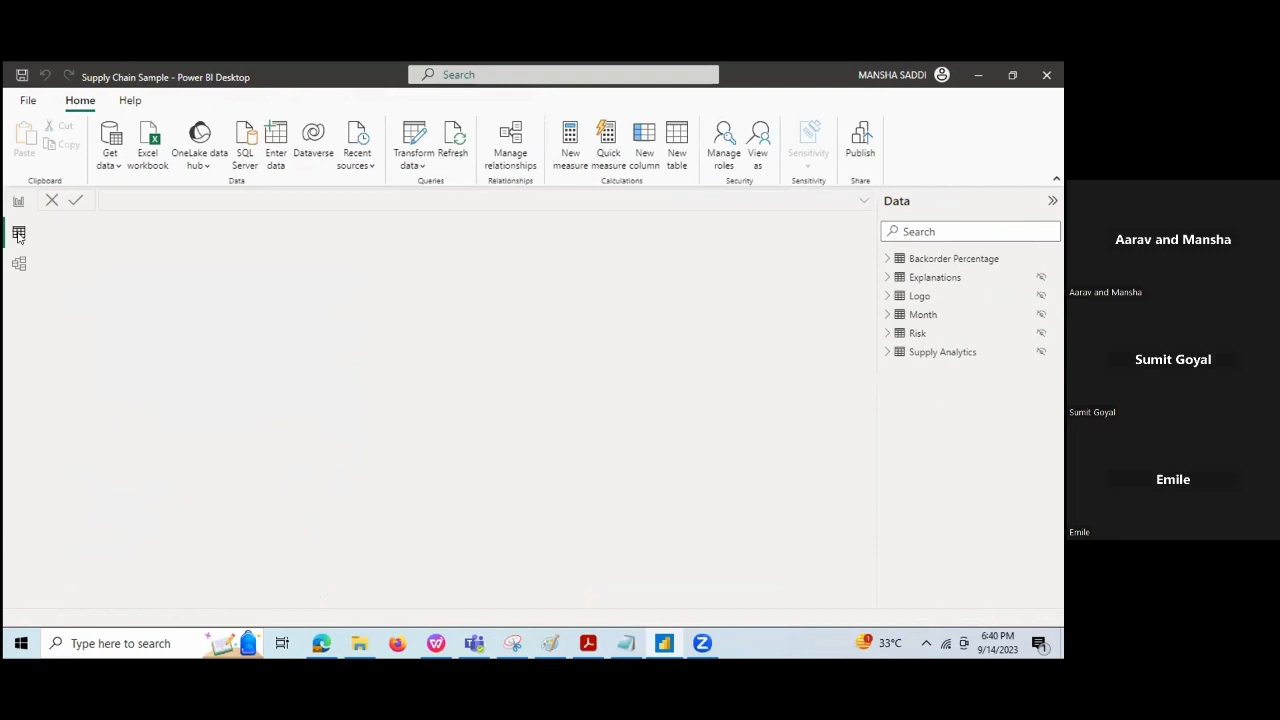 Supply Chain Sample - Power BI Desktop
Search
MANSHA SADDI
File
Home
Help
Paste
Cut
Copy
Clipboard
Get
data
Excel
workbook
OneLake data
hub
SQL
Server
Enter
data
Dataverse
Recent
sources
Data
Transform
data
Refresh
Queries
Manage
relationships
Relationships
New
measure
Quick
measure
New
column
New
table
Calculations
Manage
roles
View
as
Security
Sensitivity
Sensitivity
Publish
Share
Data
Search
Backorder Percentage
Explanations
Logo
Month
Risk
Supply Analytics
Aarav and Mansha
Aarav and Mansha
Sumit Goyal
Sumit Goyal
Emile
Emile
Type here to search
33°C
6:40 PM
9/14/2023
1